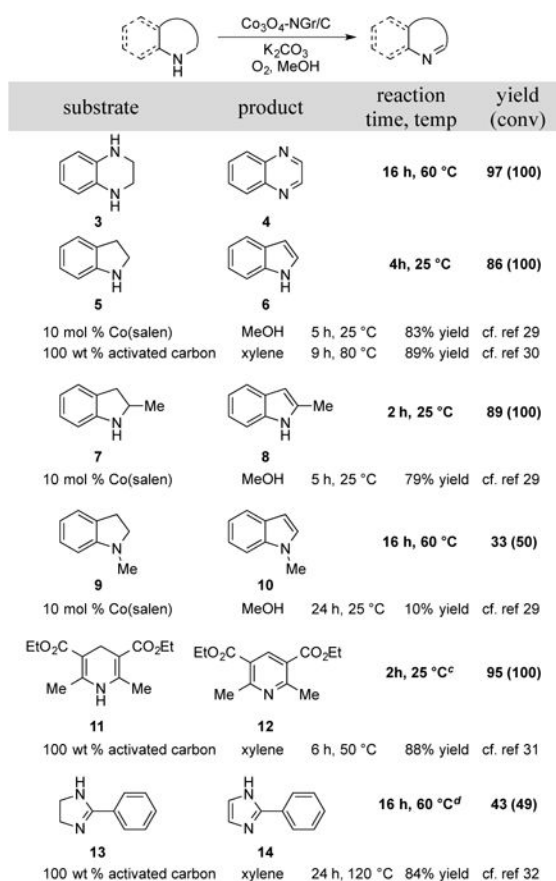 Co₃O₄-NGr/C
K₂CO₃
O₂, MeOH
N
H
N
substrate product reaction time, temp yield (conv)
H
N
N
H
N
N
16 h, 60 °C 97 (100)
3 4
N
H
N
H
4h, 25 °C 86 (100)
5 6
10 mol % Co(salen) MeOH 5 h, 25 °C 83% yield cf. ref 29
100 wt % activated carbon xylene 9 h, 80 °C 89% yield cf. ref 30
Me
N
H
Me
N
H
2 h, 25 °C 89 (100)
7 8
10 mol % Co(salen) MeOH 5 h, 25 °C 79% yield cf. ref 29
N
Me
N
Me
16 h, 60 °C 33 (50)
9 10
10 mol % Co(salen) MeOH 24 h, 25 °C 10% yield cf. ref 29
EtO₂C CO₂Et EtO₂C CO₂Et
Me N Me Me N Me
H
2h, 25 °Cᶜ 95 (100)
11 12
100 wt % activated carbon xylene 6 h, 50 °C 88% yield cf. ref 31
H
N
N
H
N
N
16 h, 60 °Cᵈ 43 (49)
13 14
100 wt % activated carbon xylene 24 h, 120 °C 84% yield cf. ref 32